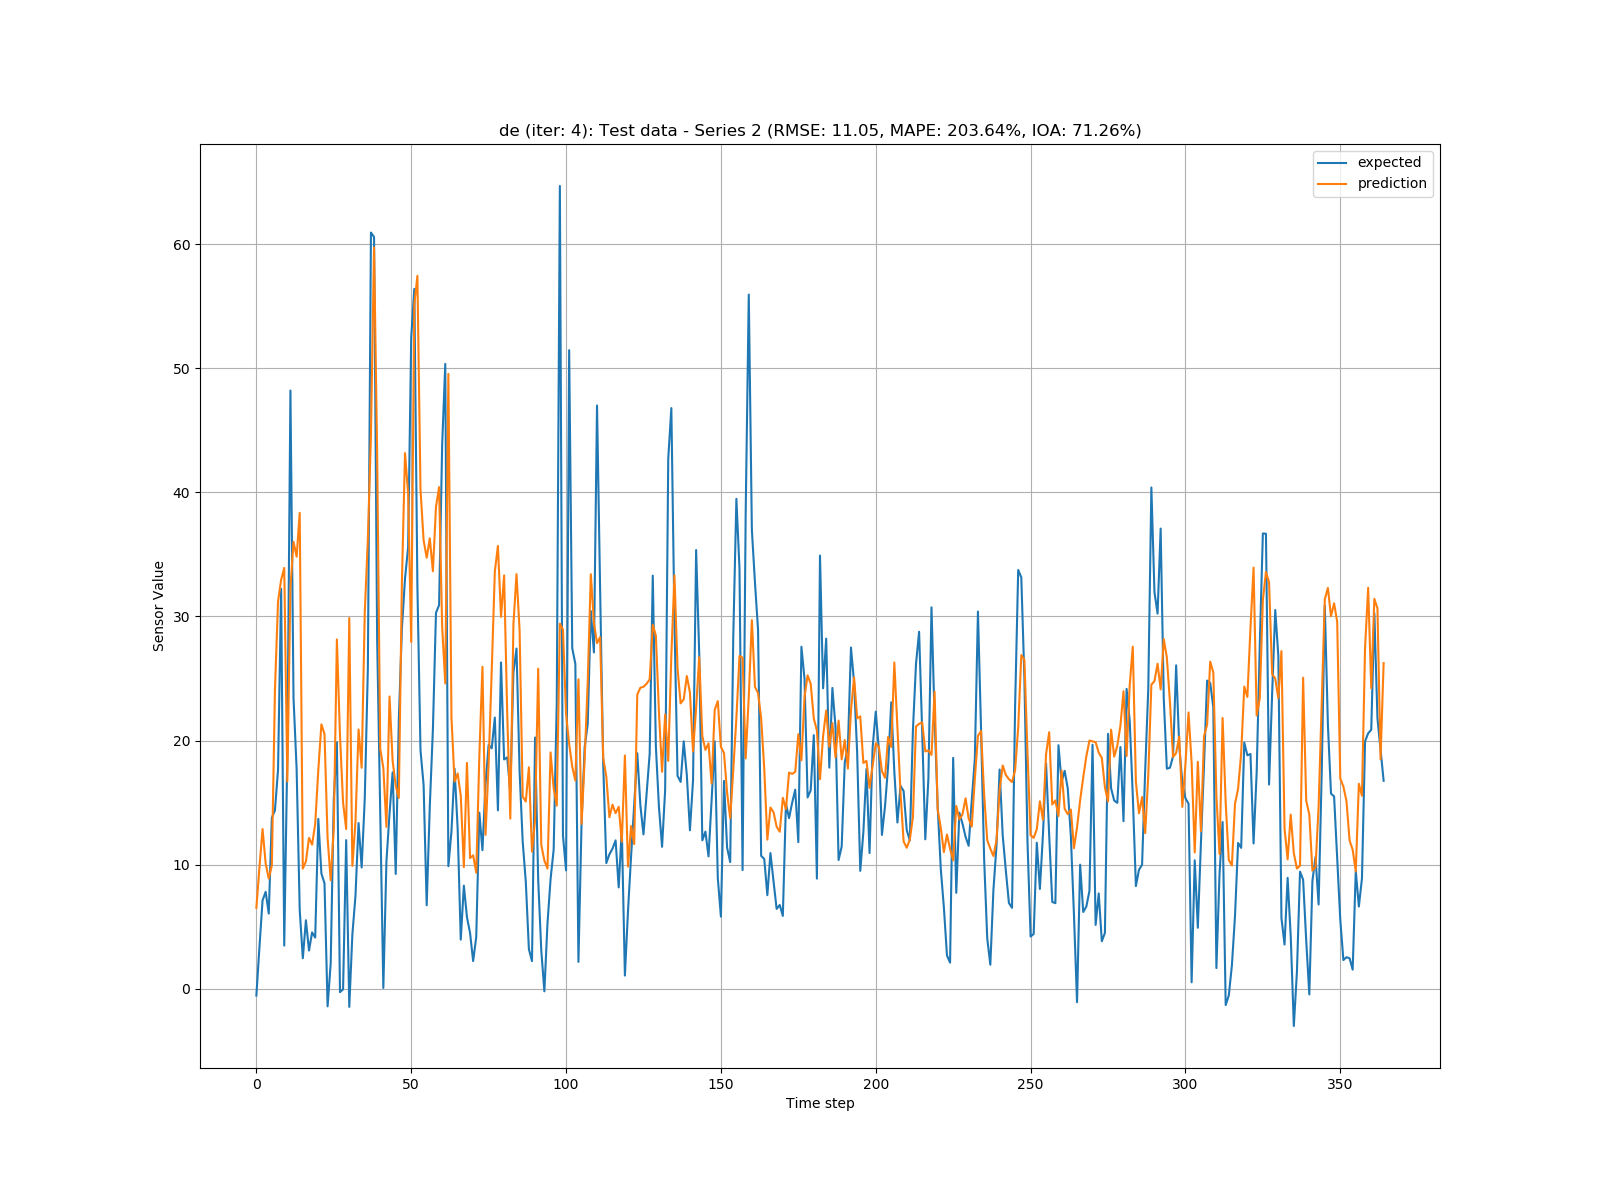 de (iter: 4): Test data - Series 2 (RMSE: 11.05, MAPE: 203.64%, IOA: 71.26%)
expected
prediction
60
50
40
30
20
10
0
Sensor Value
0 50 100 150 200 250 300 350
Time step